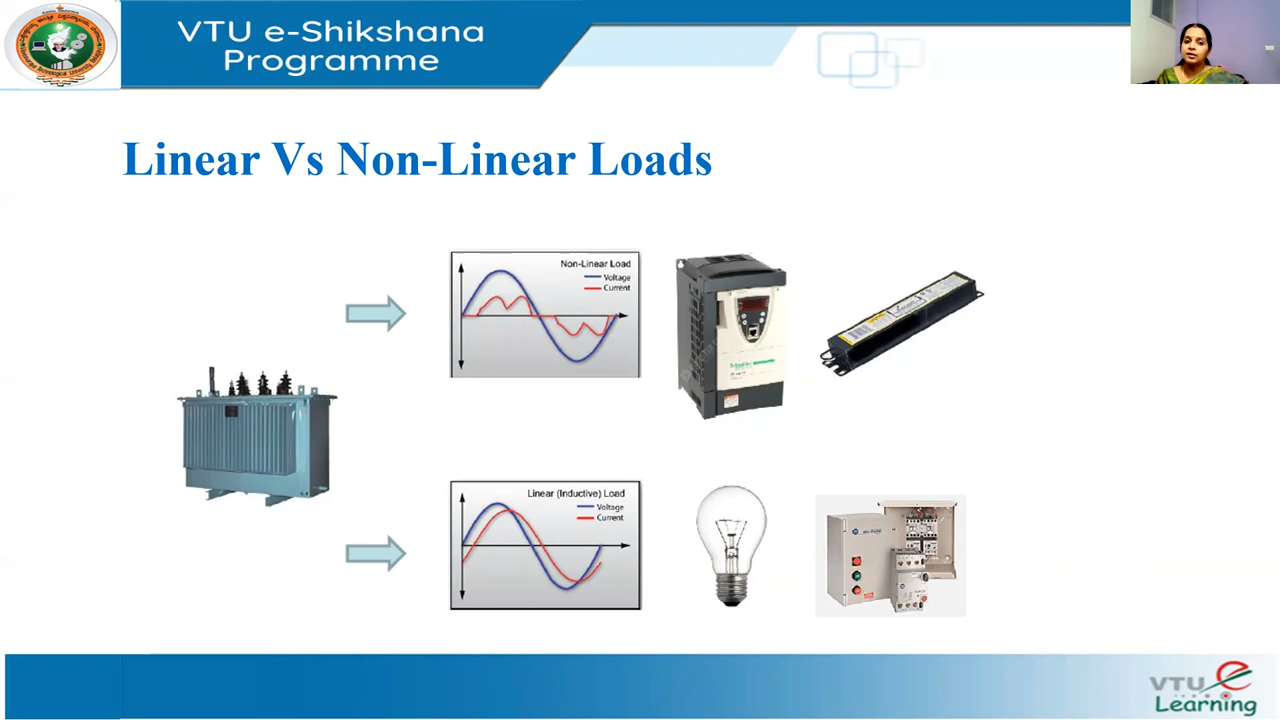 VTU e-Shikshana
Programme
Linear Vs Non-Linear Loads
Non-Linear Load
Voltage
Current
Linear (Inductive) Load
Voltage
Current
VTU e
Learning